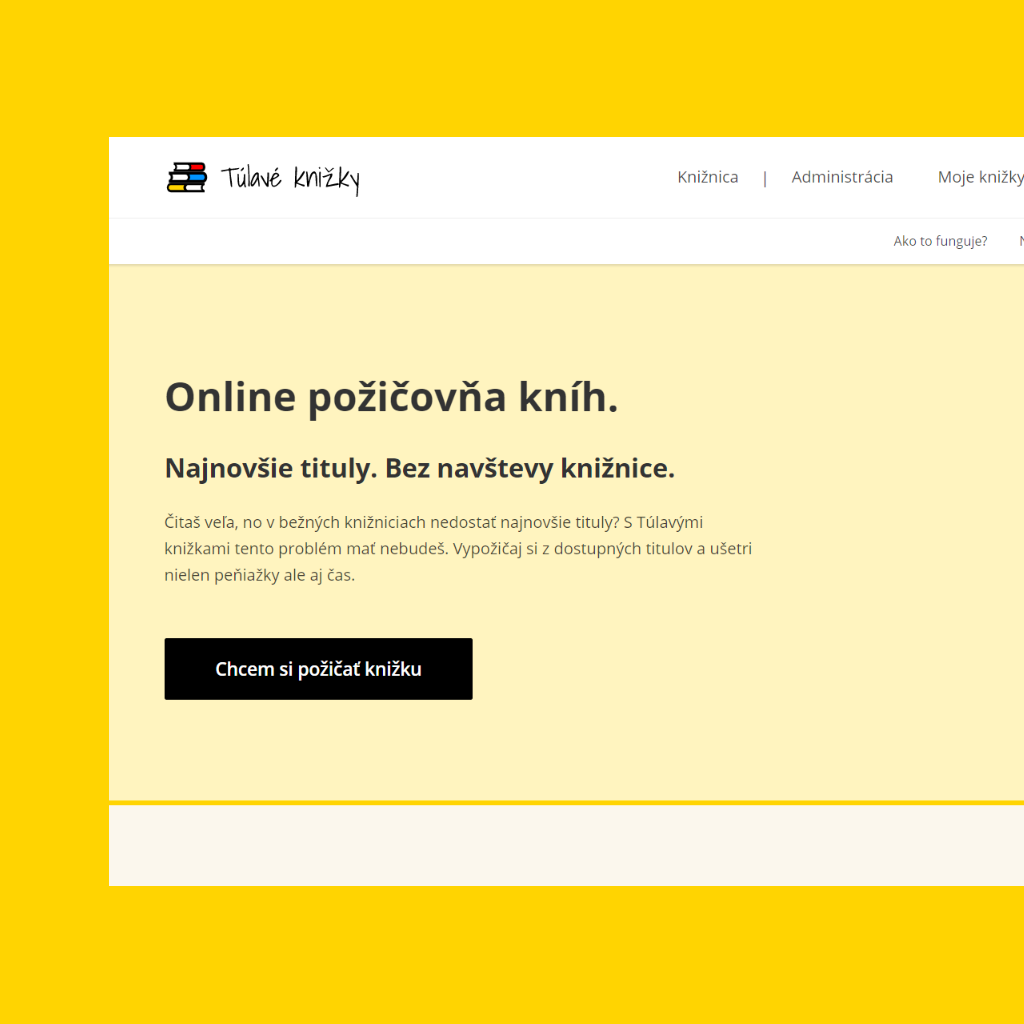 Túlavé knižky
Knižnica | Administrácia Moje knižky
Ako to funguje?
Online požičovňa kníh.
Najnovšie tituly. Bez navštevy knižnice.
Čitaš veľa, no v bežných knižniciach nedostať najnovšie tituly? S Túlavými
knižkami tento problém mať nebudeš. Vypožičaj si z dostupných titulov a ušetri
nielen peňiažky ale aj čas.
Chcem si požičať knižku